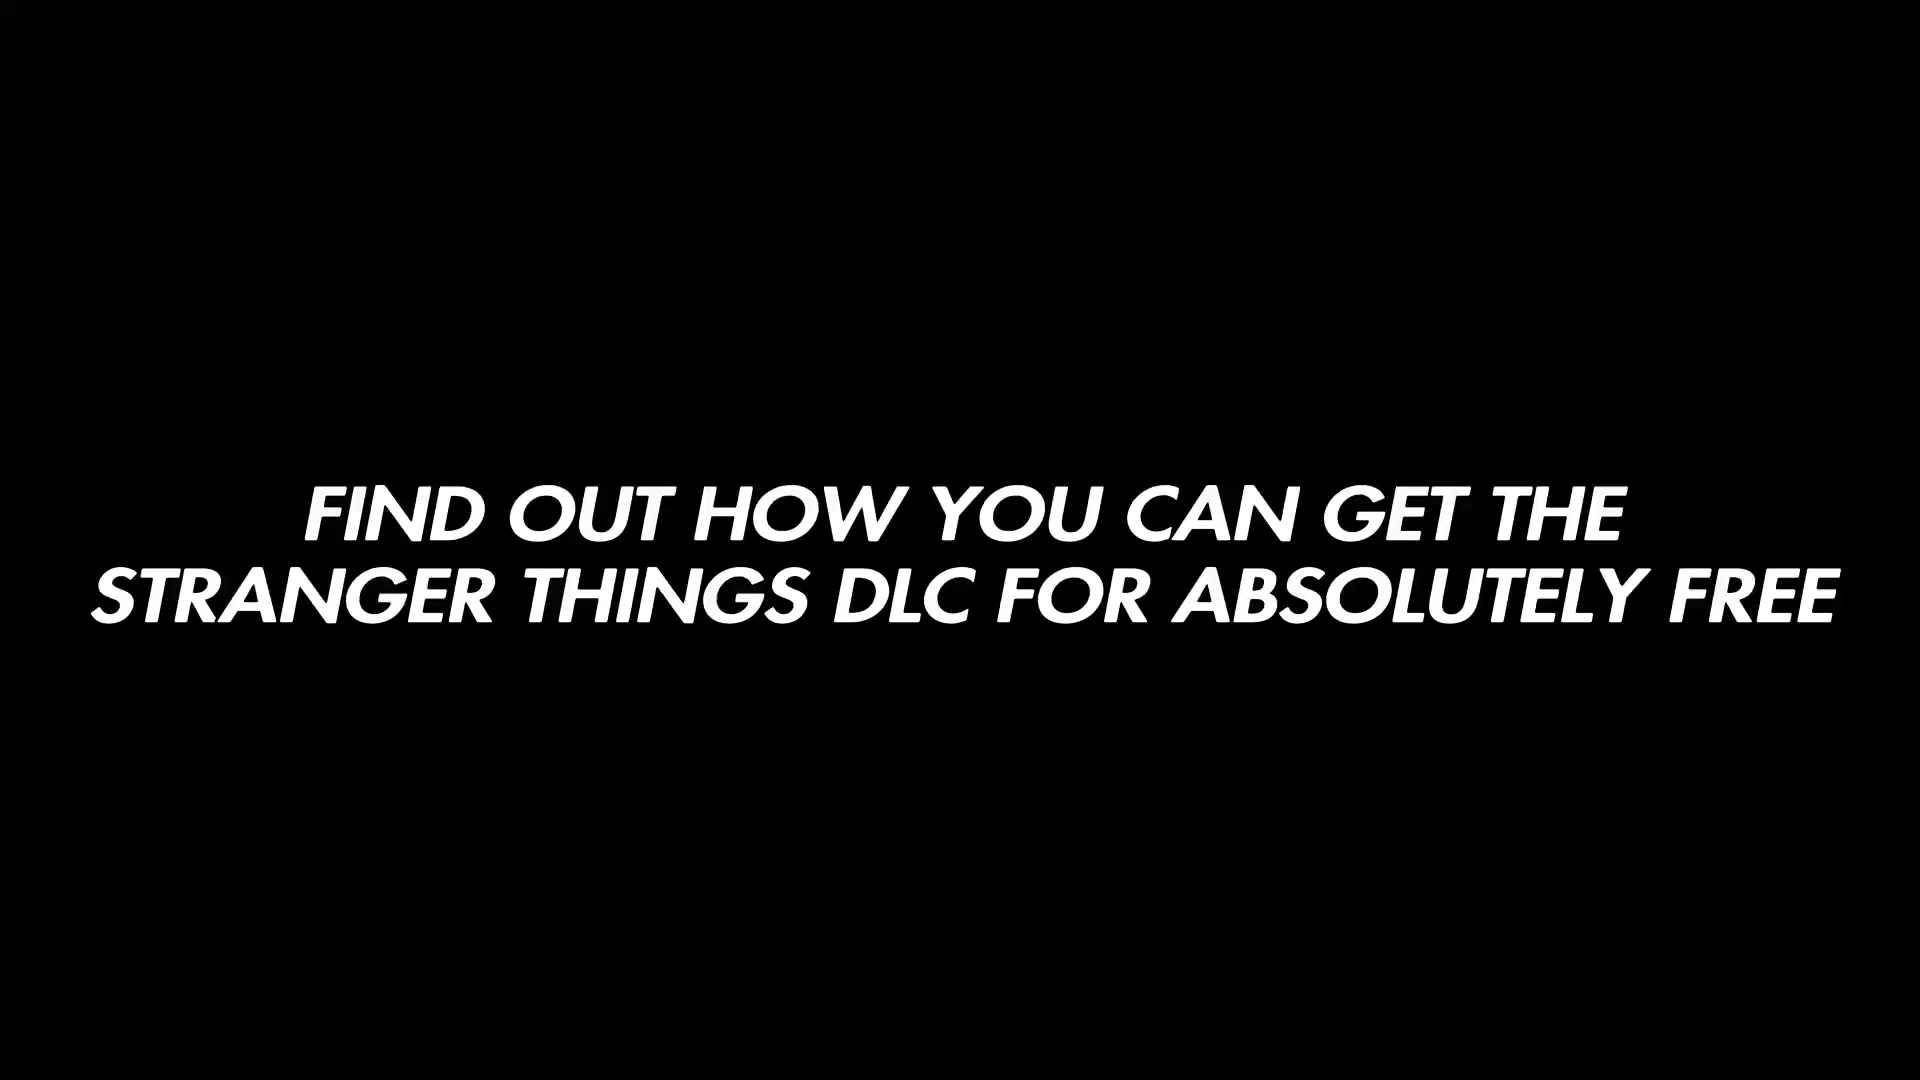 FIND OUT HOW YOU CAN GET THE
STRANGER THINGS DLC FOR ABSOLUTELY FREE